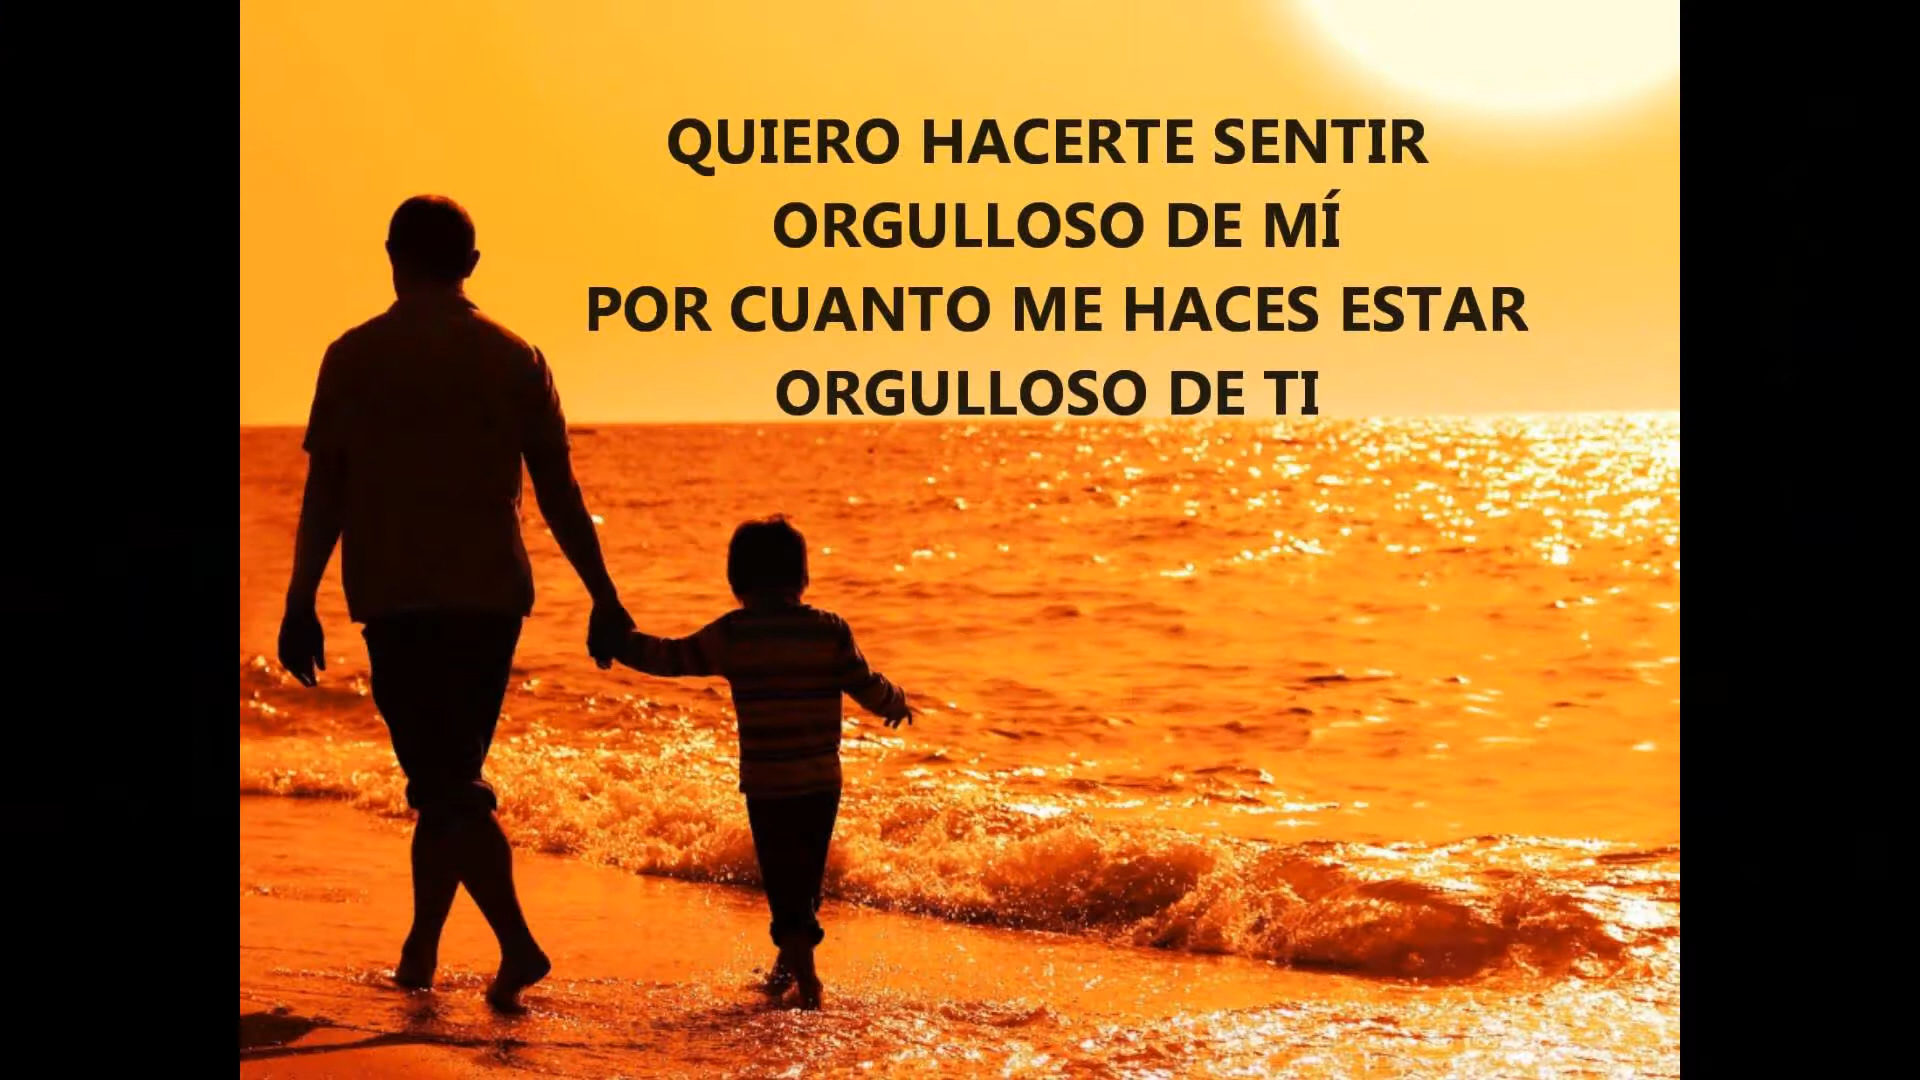 QUIERO HACERTE SENTIR
ORGULLOSO DE MÍ
POR CUANTO ME HACES ESTAR
ORGULLOSO DE TI